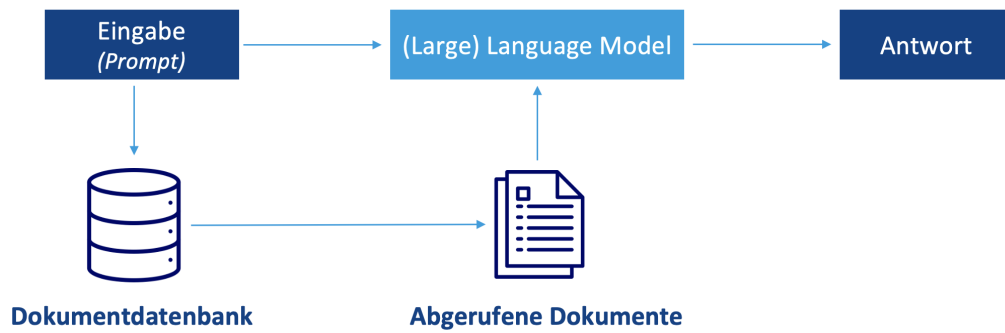 Eingabe
(Prompt)
(Large) Language Model
Antwort
Dokumentdatenbank
Abgerufene Dokumente